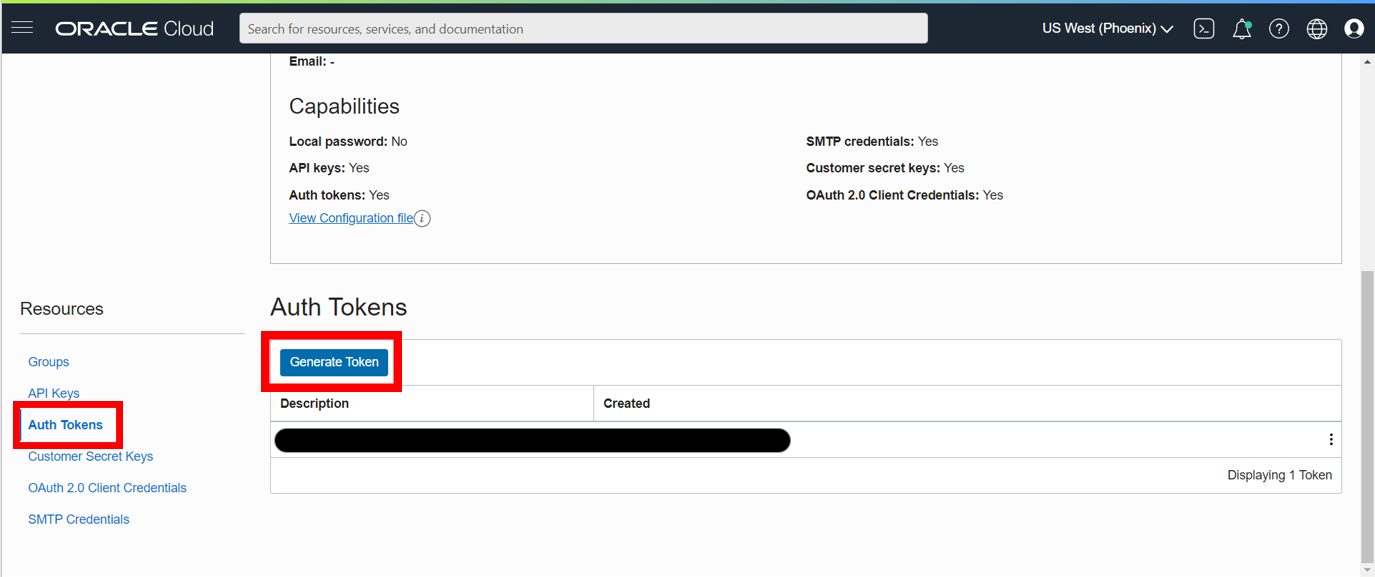 ORACLE Cloud
Search for resources, services, and documentation
US West (Phoenix)
Email: -
Capabilities
Local password: No
SMTP credentials: Yes
API keys: Yes
Customer secret keys: Yes
Auth tokens: Yes
OAuth 2.0 Client Credentials: Yes
View Configuration file i
Resources
Groups
API Keys
Auth Tokens
Customer Secret Keys
OAuth 2.0 Client Credentials
SMTP Credentials
Auth Tokens
Generate Token
Description Created
Displaying 1 Token